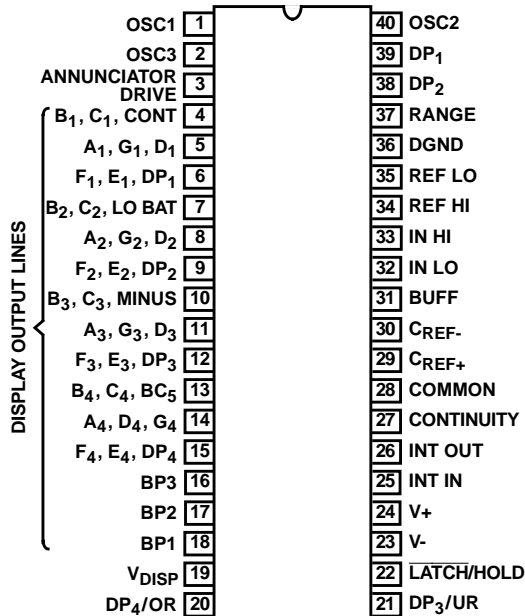 OSC1 1
OSC3 2
ANNUNCIATOR
DRIVE 3
B1, C1, CONT 4
A1, G1, D1 5
F1, E1, DP1 6
B2, C2, LO BAT 7
A2, G2, D2 8
F2, E2, DP2 9
B3, C3, MINUS 10
A3, G3, D3 11
F3, E3, DP3 12
B4, C4, BC5 13
A4, D4, G4 14
F4, E4, DP4 15
BP3 16
BP2 17
BP1 18
VDISP 19
DP4/OR 20
DISPLAY OUTPUT LINES
40 OSC2
39 DP1
38 DP2
37 RANGE
36 DGND
35 REF LO
34 REF HI
33 IN HI
32 IN LO
31 BUFF
30 CREF-
29 CREF+
28 COMMON
27 CONTINUITY
26 INT OUT
25 INT IN
24 V+
23 V-
22 LATCH/HOLD
21 DP3/UR